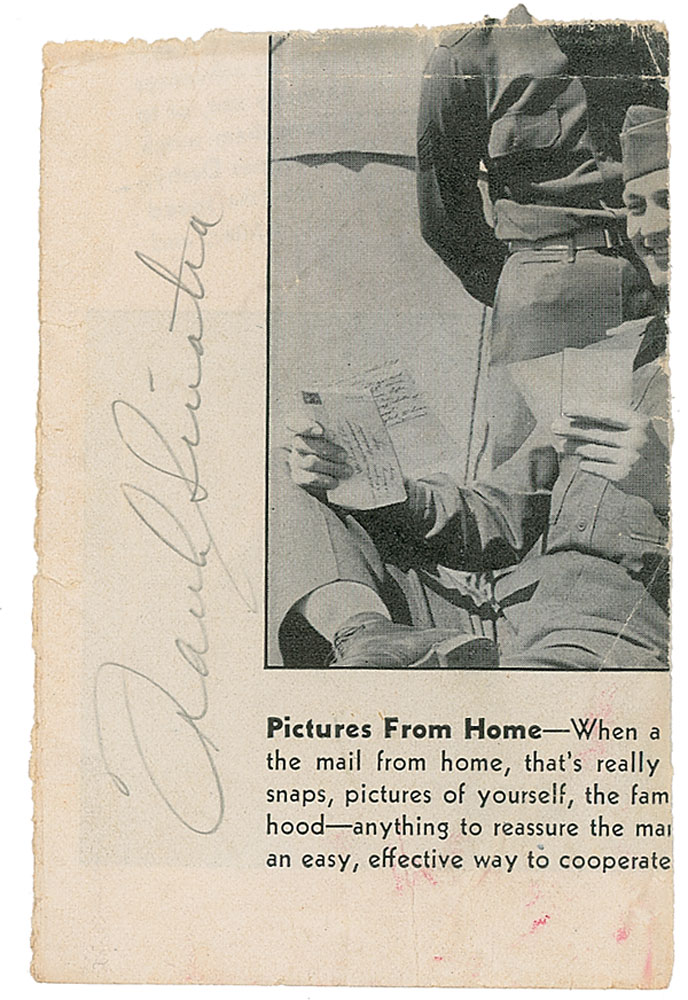 Frank Sinatra
Pictures From Home—When a
the mail from home, that's really
snaps, pictures of yourself, the fam
hood—anything to reassure the ma
an easy, effective way to cooperate